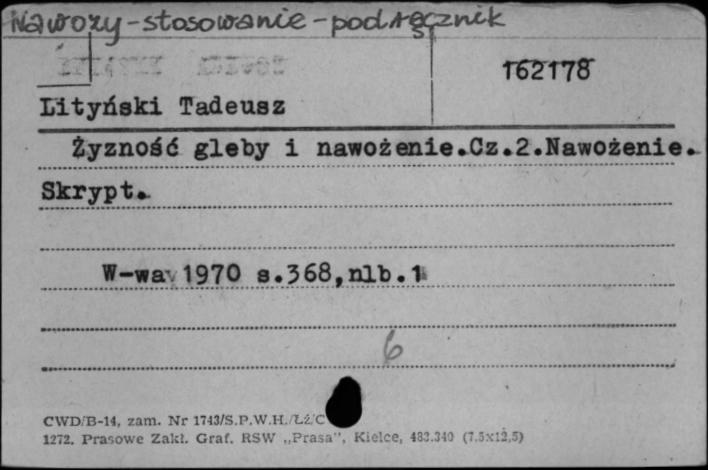 Nawozy-stosowanie-podręcznik
162178
Lityński Tadeusz
Żyzność gleby i nawożenie.Cz.2.Nawożenie.
Skrypt.
W-wa 1970 s.368,nlb.1
6
CWD/B-14, zam. Nr 1743/S.P.W.H./Łż/C
1272. Prasowe Zakł. Graf. RSW „Prasa", Kielce, 483.340 (7,5x12,5)